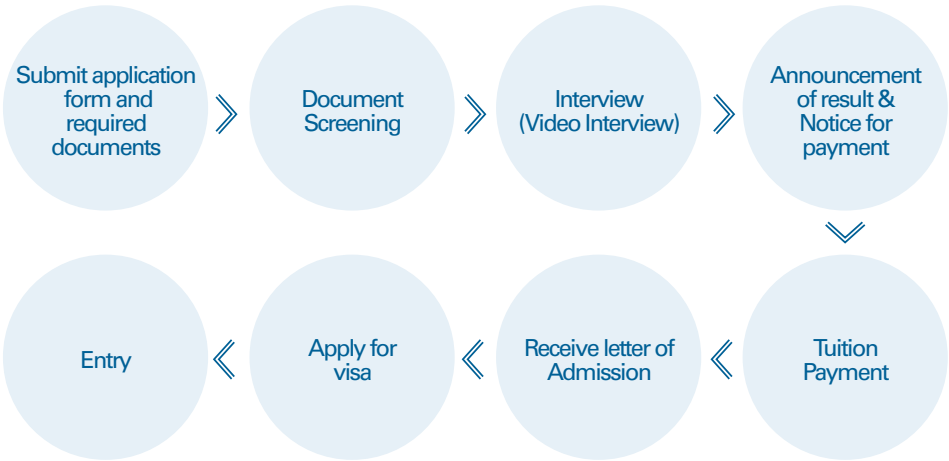 Submit application
form and
required
documents
Document
Screening
Interview
(Video Interview)
Announcement
of result &
Notice for
payment
Tuition
Payment
Receive letter of
Admission
Apply for
visa
Entry